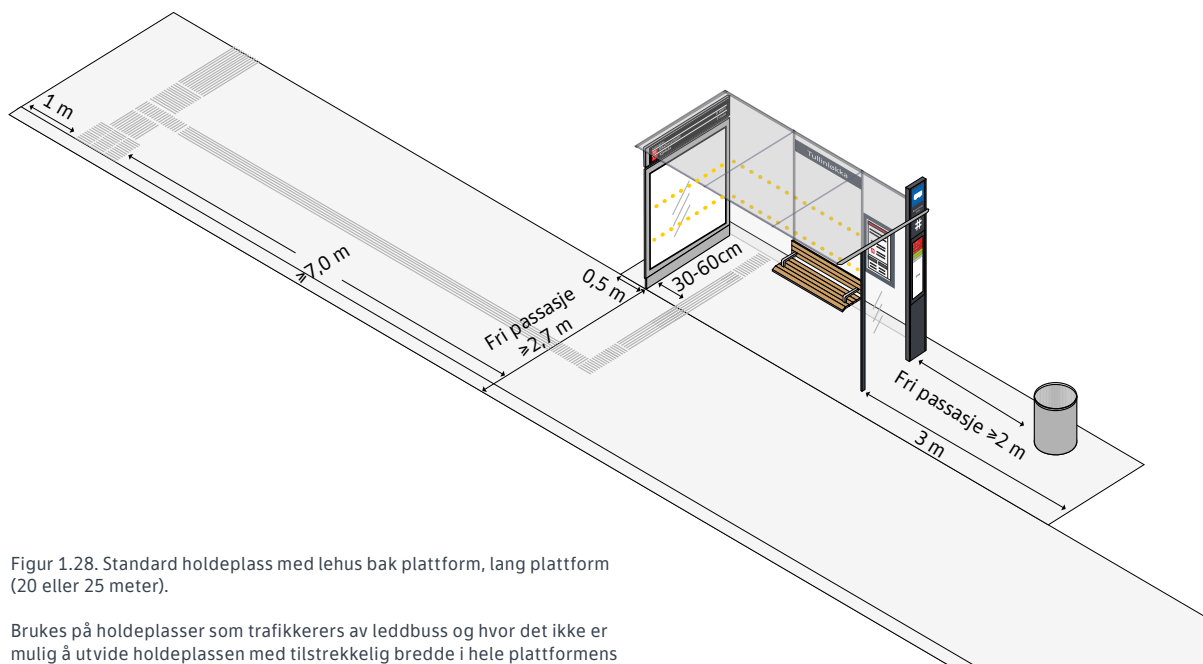 1 m
Tullinløkka
#
≥7,0 m
0,5 m
30-60cm
Fri passasje
≥2,7 m
Fri passasje ≥2 m
3 m
Figur 1.28. Standard holdeplass med lehus bak plattform, lang plattform
(20 eller 25 meter).
Brukes på holdeplasser som trafikkerers av leddbuss og hvor det ikke er
mulig å utvide holdeplassen med tilstrekkelig bredde i hele plattformens